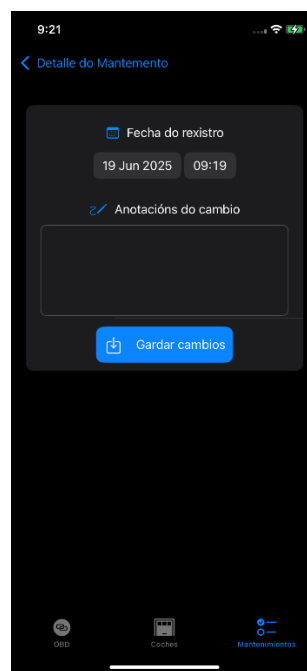 9:21
Detalle do Mantemento
Fecha do rexistro
19 Jun 2025 09:19
Anotacións do cambio
Gardar cambios
OBD Coches Mantenimientos